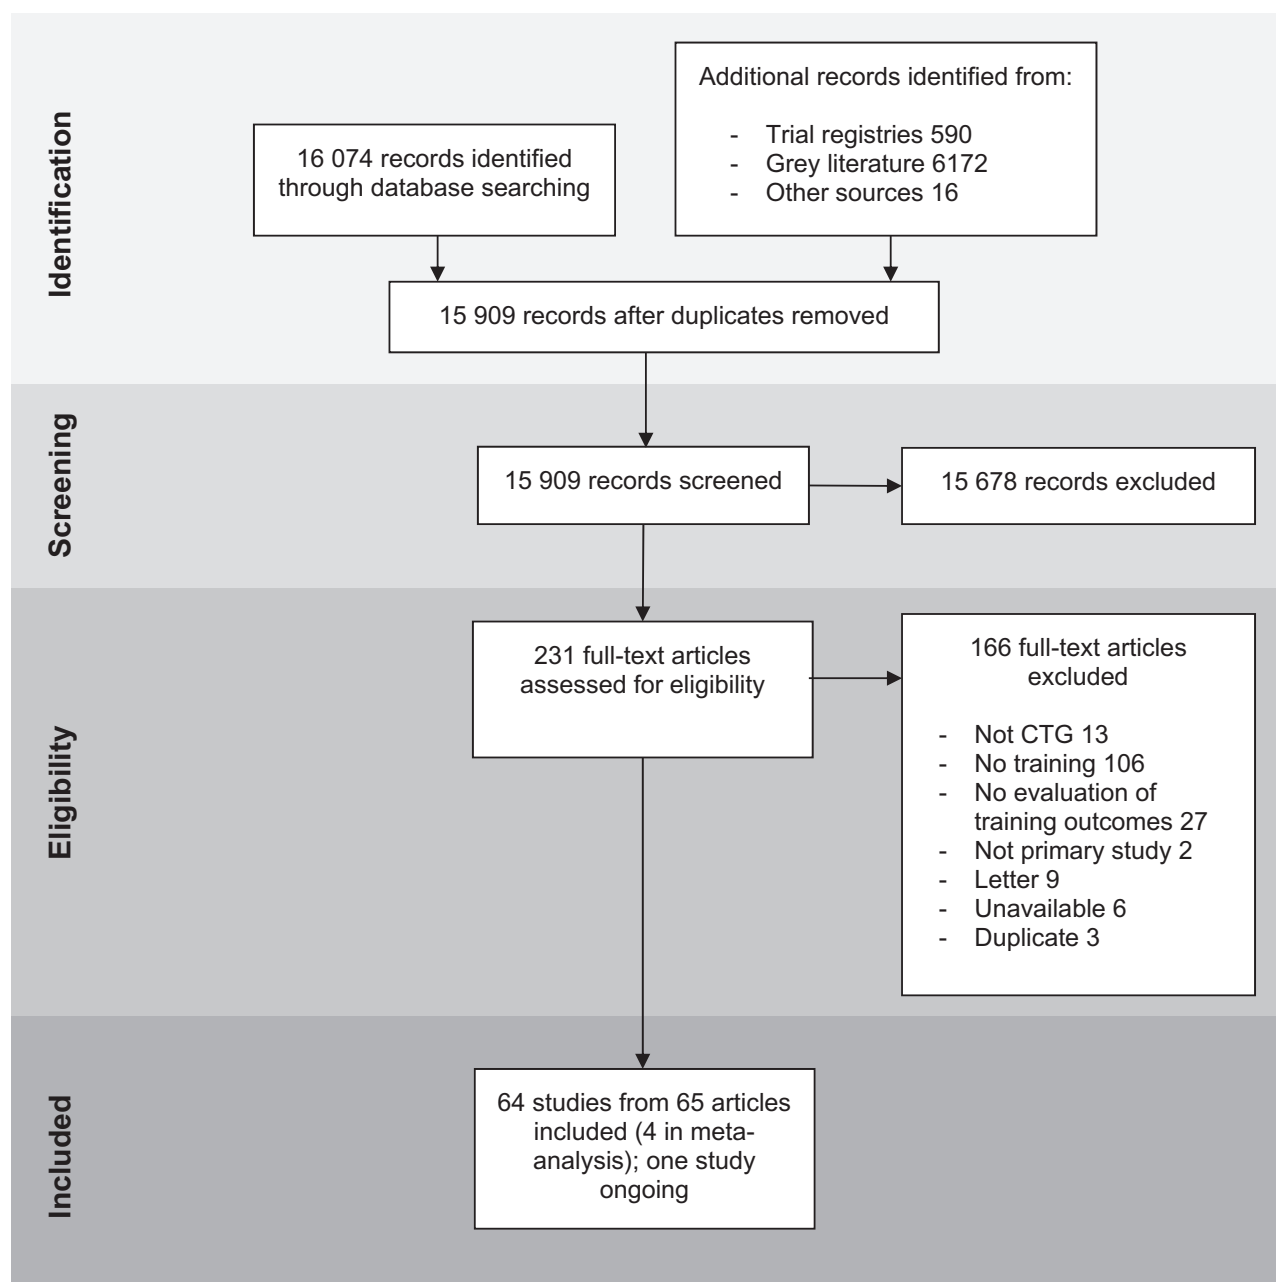 Identification
16 074 records identified
through database searching
Additional records identified from:
- Trial registries 590
- Grey literature 6172
- Other sources 16
15 909 records after duplicates removed
Screening
15 909 records screened
15 678 records excluded
Eligibility
231 full-text articles
assessed for eligibility
166 full-text articles
excluded
- Not CTG 13
- No training 106
- No evaluation of
training outcomes 27
- Not primary study 2
- Letter 9
- Unavailable 6
- Duplicate 3
Included
64 studies from 65 articles
included (4 in meta-
analysis); one study
ongoing